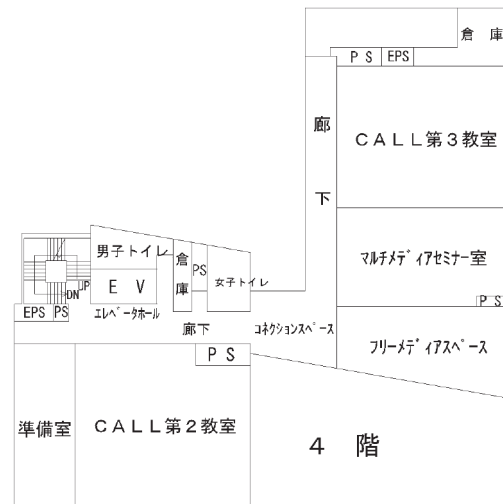 倉 庫
ＰＳ
EPS
廊下
ＣＡＬＬ第３教室
マルチメディアセミナー室
ＰＳ
フリーメディアスペース
男子トイレ
倉庫
PS
女子トイレ
ＥＶ
UP
DN
EPS
PS
エレベータホール
廊下
コネクションスペース
ＰＳ
準備室
ＣＡＬＬ第２教室
４ 階